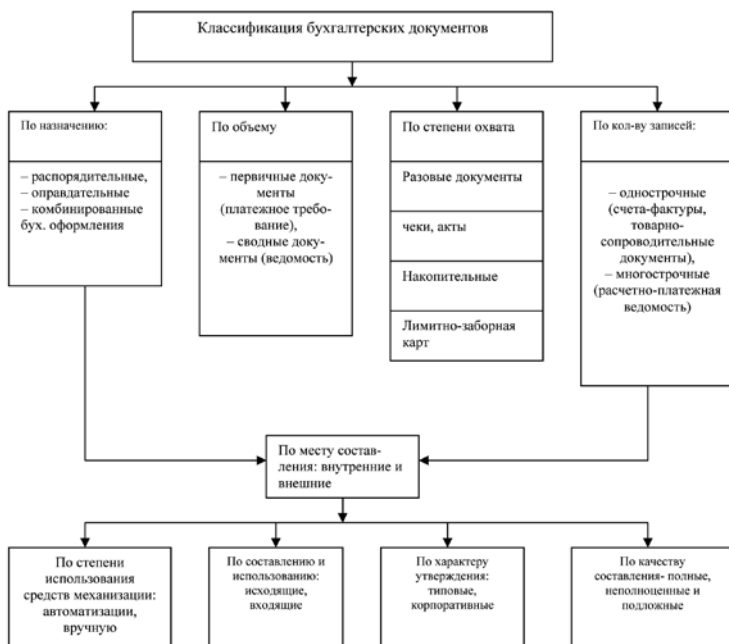 Классификация бухгалтерских документов
По назначению:
– распорядительные,
– оправдательные
– комбинированные
бух. оформления
По объему
– первичные доку-
менты
(платежное требо-
вание),
– сводные доку-
менты (ведомость)
По степени охвата
Разовые документы
чеки, акты
Накопительные
Лимитно-заборная
карт
По кол-ву записей:
– однострочные
(счета-фактуры,
товарно-
сопроводительные
документы),
– многострочные
(расчетно-платежная
ведомость)
По месту состав-
ления: внутренние и
внешние
По степени
использования
средств механизации:
автоматизации,
вручную
По составлению и
использованию:
исходящие,
входящие
По характеру
утверждения:
типовые,
корпоративные
По качеству
составления- полные,
неполноценные и
подложные